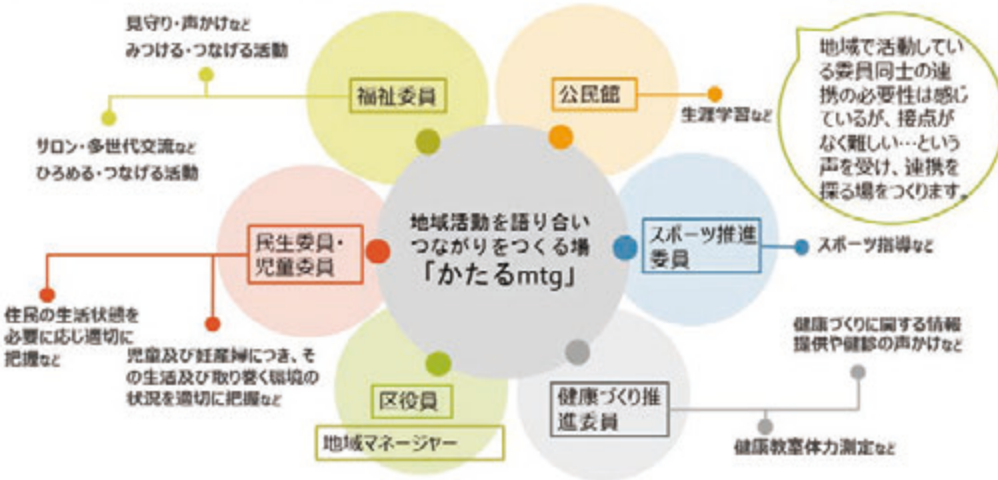 見守り・声かけなど
みつける・つなげる活動
福祉委員
サロン・多世代交流など
ひろめる・つなげる活動
公民館
生涯学習など
地域で活動してい
る委員同士の連
携の必要性は感じ
ているが、接点が
なく難しい…という
声を受け、連携を
探る場をつくります。
地域活動を語り合い
つながりをつくる場
「かたるmtg」
民生委員・
児童委員
住民の生活状態を
必要に応じ適切に
把握など
児童及び妊産婦につき、そ
の生活及び取り巻く環境の
状況を適切に把握など
スポーツ推進
委員
スポーツ指導など
区役員
地域マネージャー
健康づくり推
進委員
健康づくりに関する情報
提供や健診の声かけなど
健康教室体力測定など